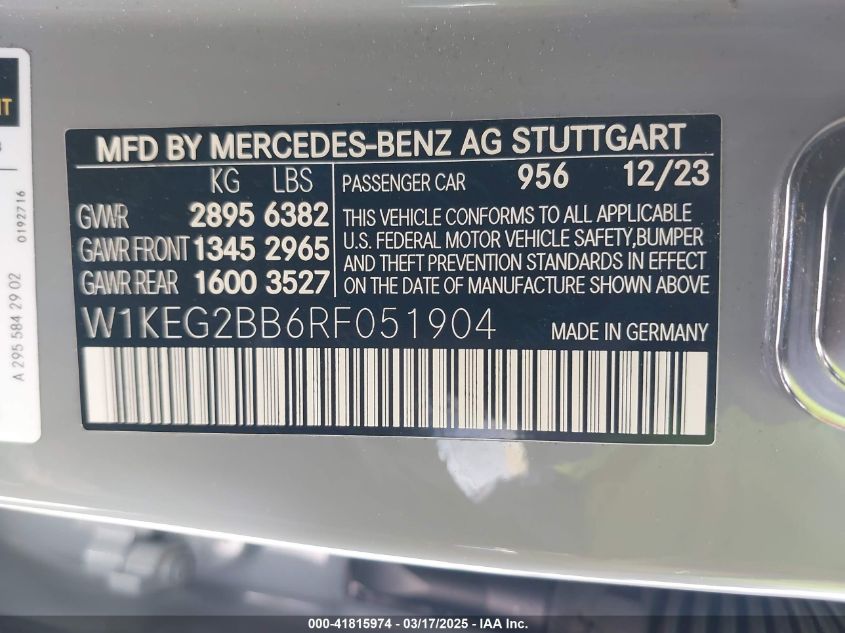 MFD BY MERCEDES-BENZ AG STUTTGART
KG LBS
GVWR 2895 6382
GAWR FRONT 1345 2965
GAWR REAR 1600 3527
PASSENGER CAR 956 12/23
THIS VEHICLE CONFORMS TO ALL APPLICABLE
U.S. FEDERAL MOTOR VEHICLE SAFETY,BUMPER
AND THEFT PREVENTION STANDARDS IN EFFECT
ON THE DATE OF MANUFACTURE SHOWN ABOVE
W1KEG2BB6RF051904 MADE IN GERMANY
A 295 584 29 02
0192716
000-41815974 - 03/17/2025 - IAA Inc.